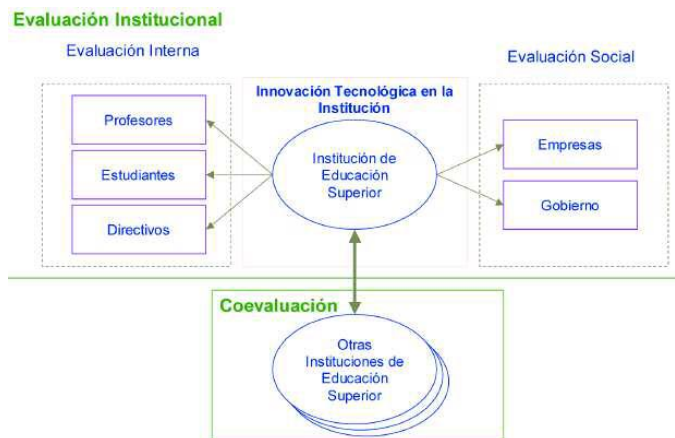 Evaluación Institucional
Evaluación Interna
Evaluación Social
Innovación Tecnológica en la
Institución
Profesores
Estudiantes
Directivos
Institución de
Educación
Superior
Empresas
Gobierno
Coevaluación
Otras
Instituciones de
Educación
Superior